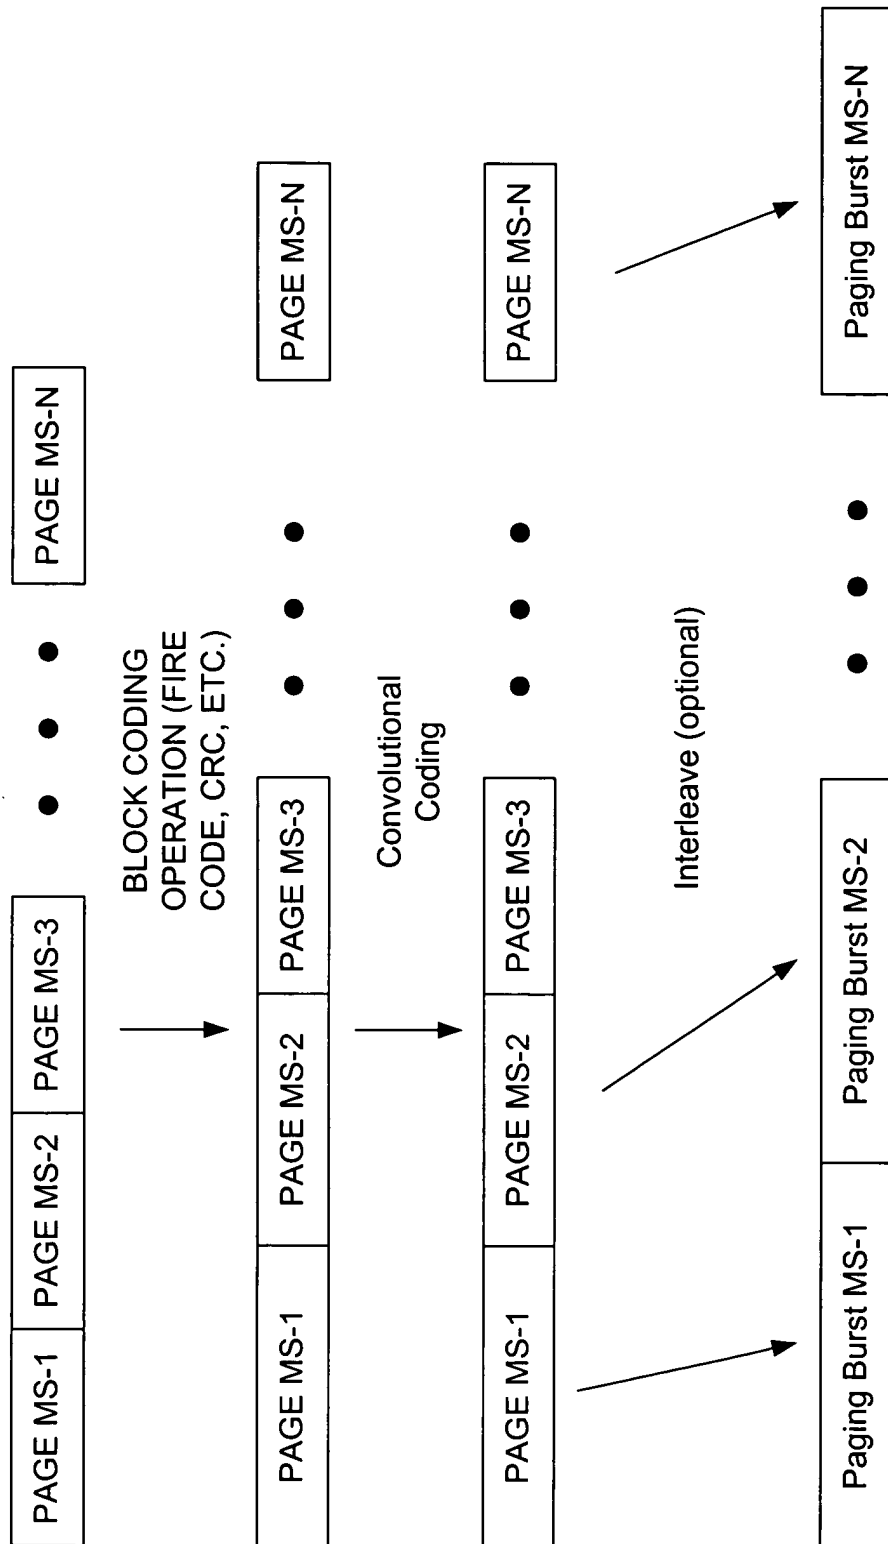 PAGE MS-1
PAGE MS-2
PAGE MS-3
PAGE MS-N
BLOCK CODING
OPERATION (FIRE
CODE, CRC, ETC.)
PAGE MS-1
PAGE MS-2
PAGE MS-3
PAGE MS-N
Convolutional
Coding
PAGE MS-1
PAGE MS-2
PAGE MS-3
PAGE MS-N
Interleave (optional)
Paging Burst MS-1
Paging Burst MS-2
Paging Burst MS-N